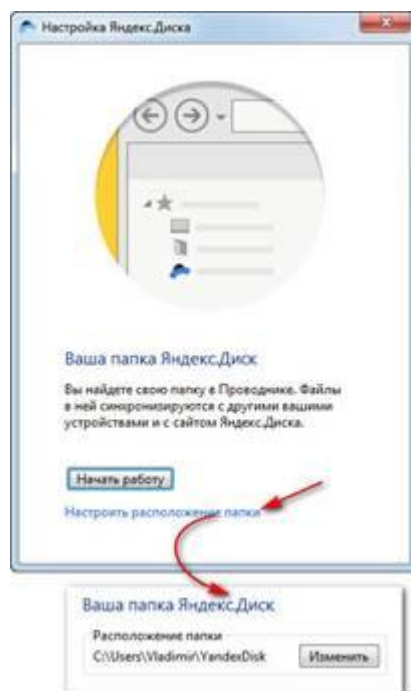 Настройка Яндекс.Диска
Ваша папка Яндекс.Диск
Вы найдете свою папку в Проводнике. Файлы
в ней синхронизируются с другими вашими
устройствами и с сайтом Яндекс.Диска.
Начать работу
Настроить расположение папки
Ваша папка Яндекс.Диск
Расположение папки
C:\Users\Vladimir\YandexDisk
Изменить